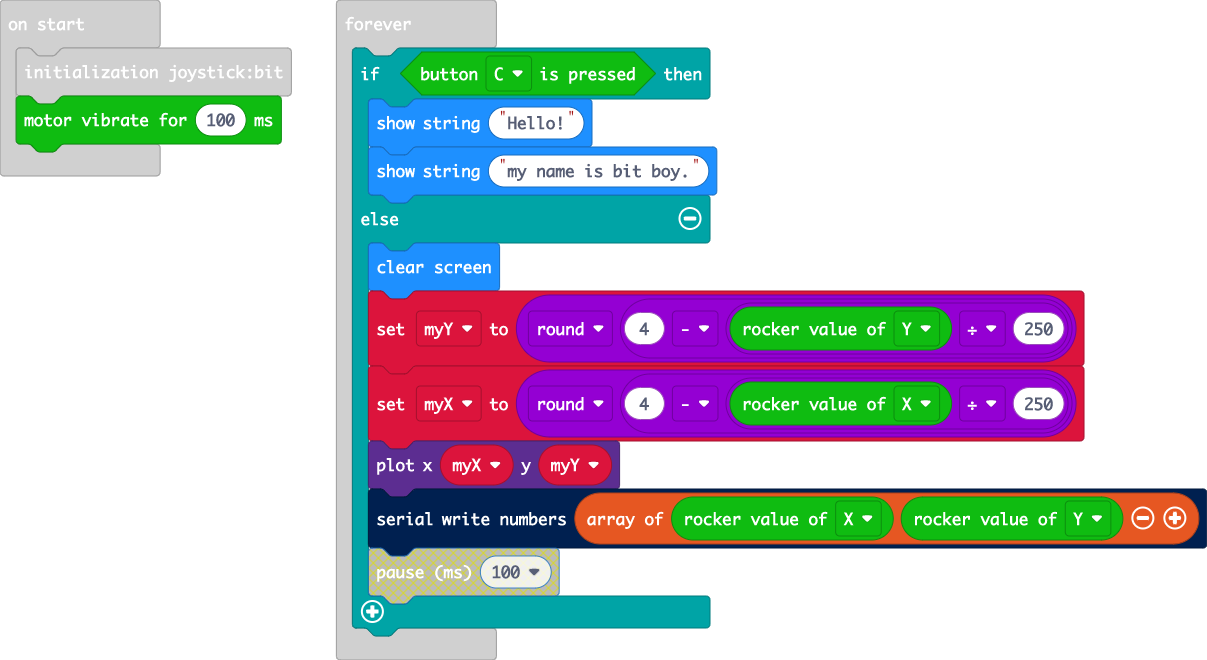 on start
initialization joystick:bit
motor vibrate for 100 ms
forever
if button C is pressed then
show string "Hello!"
show string "my name is bit boy."
else
clear screen
set myY to round 4 - rocker value of Y ÷ 250
set myX to round 4 - rocker value of X ÷ 250
plot x myX y myY
serial write numbers array of rocker value of X rocker value of Y
pause (ms) 100